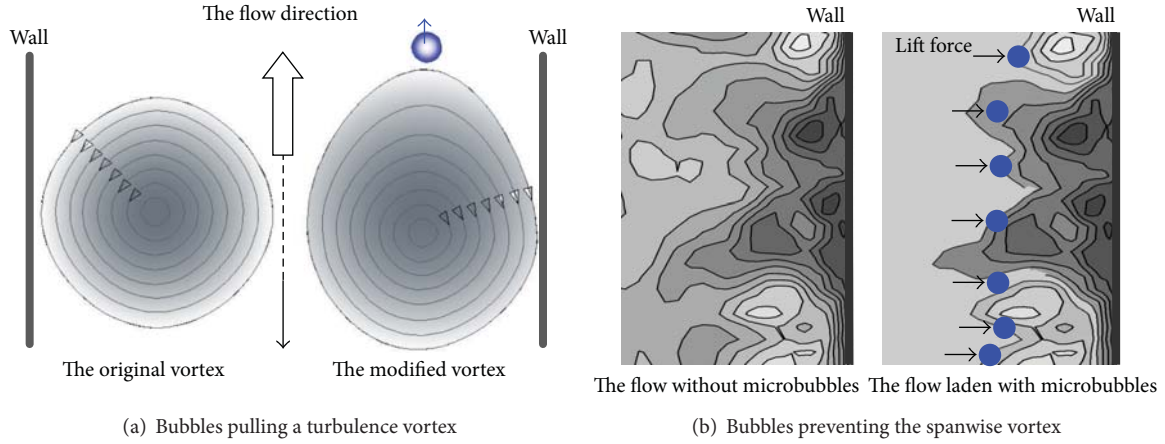 The flow direction
Wall
Wall
The original vortex
The modified vortex
(a) Bubbles pulling a turbulence vortex
Wall
Wall
Lift force
The flow without microbubbles
The flow laden with microbubbles
(b) Bubbles preventing the spanwise vortex